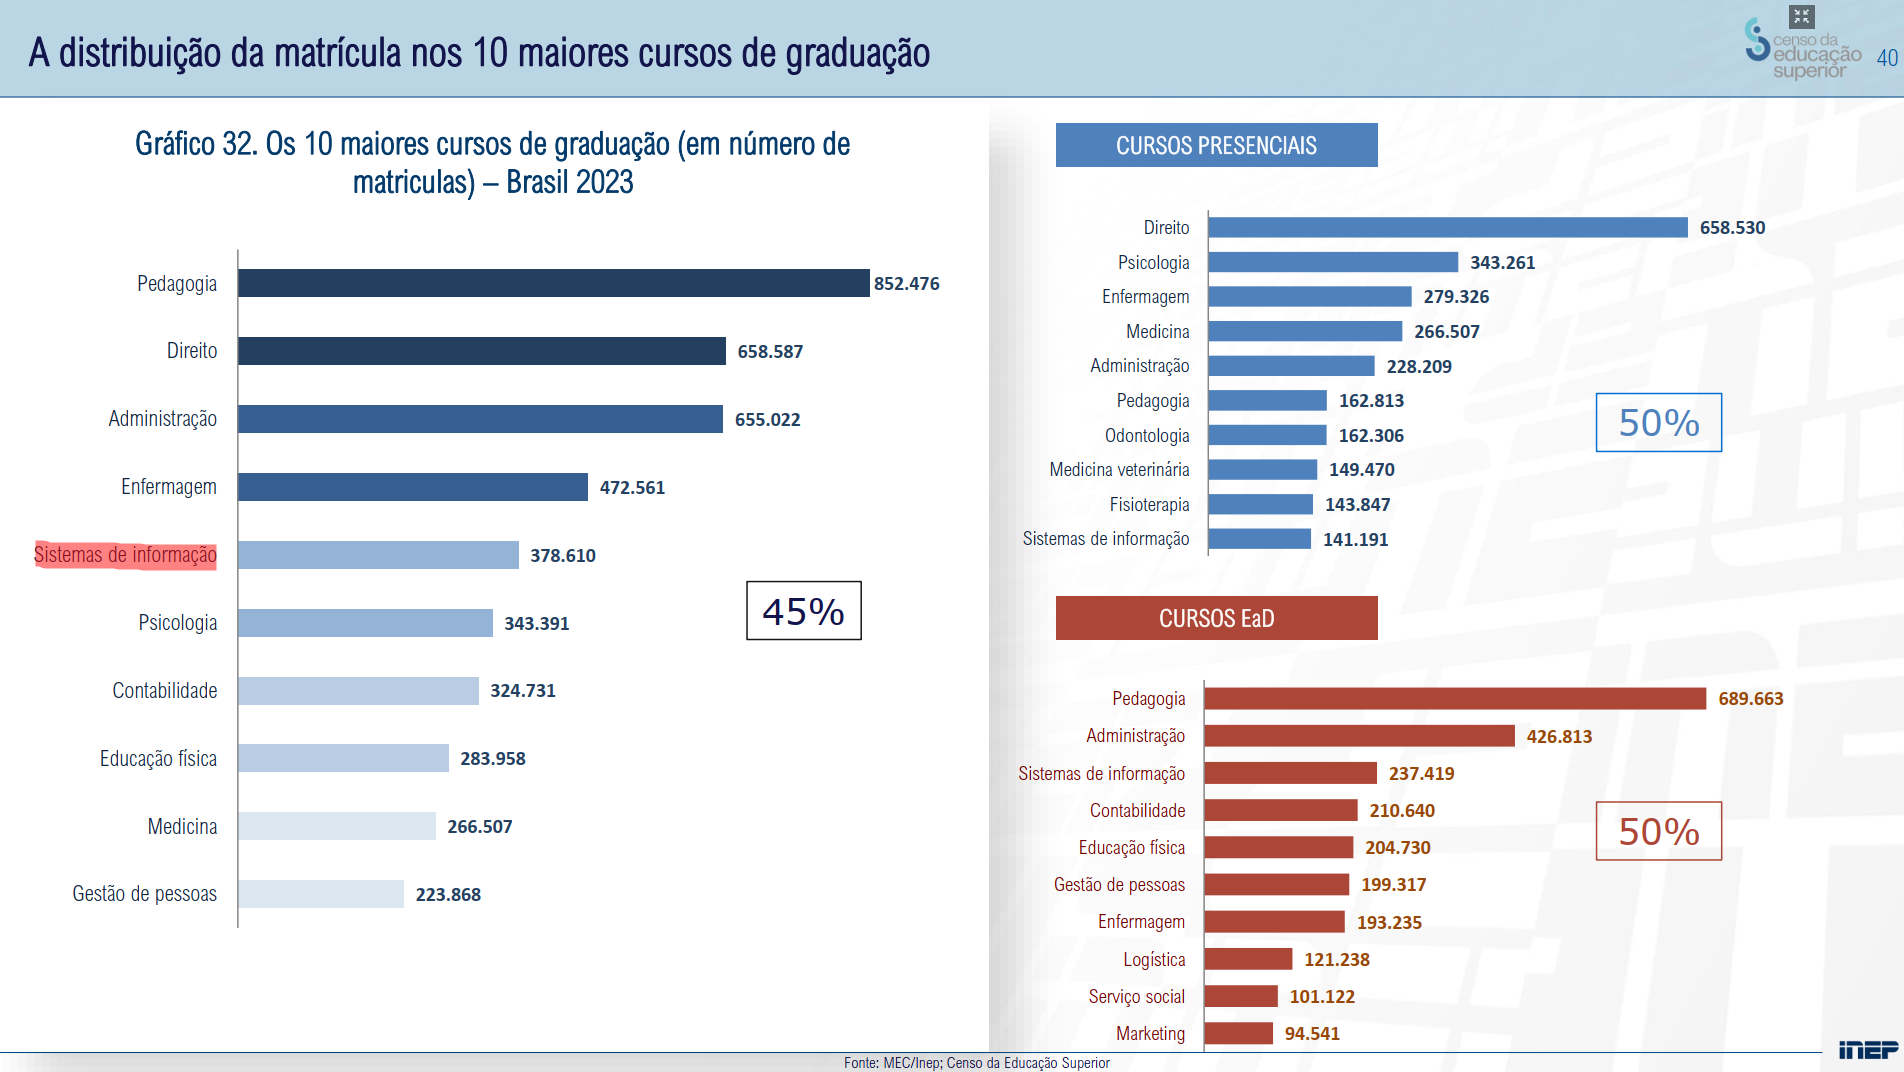 A distribuição da matrícula nos 10 maiores cursos de graduação
censo da
educação
superior
40
Gráfico 32. Os 10 maiores cursos de graduação (em número de
matriculas) – Brasil 2023
Pedagogia 852.476
Direito 658.587
Administração 655.022
Enfermagem 472.561
Sistemas de informação 378.610
Psicologia 343.391
Contabilidade 324.731
Educação física 283.958
Medicina 266.507
Gestão de pessoas 223.868
45%
CURSOS PRESENCIAIS
Direito 658.530
Psicologia 343.261
Enfermagem 279.326
Medicina 266.507
Administração 228.209
Pedagogia 162.813
Odontologia 162.306
Medicina veterinária 149.470
Fisioterapia 143.847
Sistemas de informação 141.191
50%
CURSOS EaD
Pedagogia 689.663
Administração 426.813
Sistemas de informação 237.419
Contabilidade 210.640
Educação física 204.730
Gestão de pessoas 199.317
Enfermagem 193.235
Logística 121.238
Serviço social 101.122
Marketing 94.541
50%
Fonte: MEC/Inep; Censo da Educação Superior
INEP